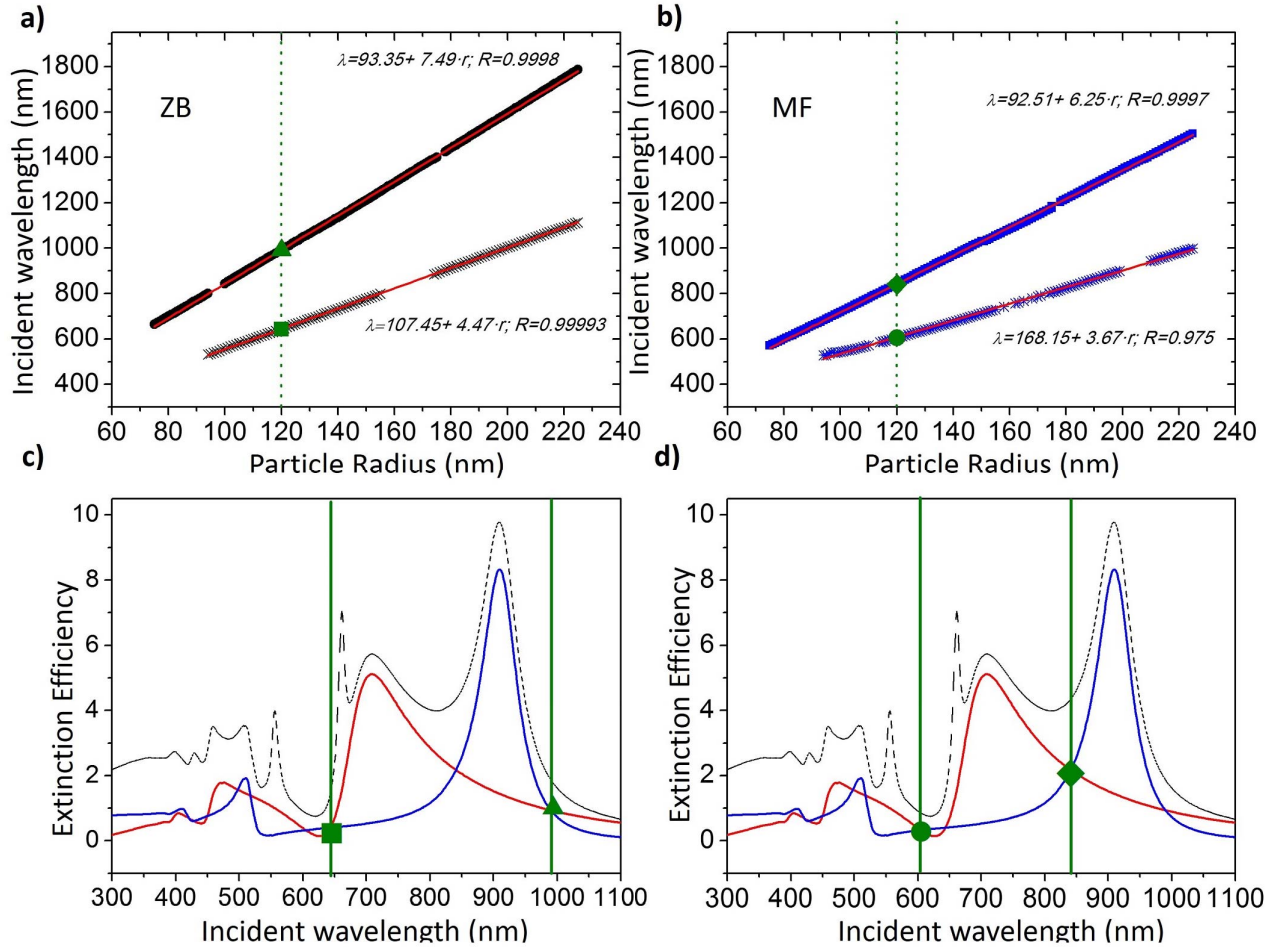 a)
λ=93.35+ 7.49·r; R=0.9998
ZB
λ=107.45+ 4.47·r; R=0.99993
Incident wavelength (nm)
1800
1600
1400
1200
1000
800
600
400
60 80 100 120 140 160 180 200 220 240
Particle Radius (nm)
b)
λ=92.51+ 6.25·r; R=0.9997
MF
λ=168.15+ 3.67·r; R=0.975
Incident wavelength (nm)
1800
1600
1400
1200
1000
800
600
400
60 80 100 120 140 160 180 200 220 240
Particle Radius (nm)
c)
Extinction Efficiency
10
8
6
4
2
0
300 400 500 600 700 800 900 1000 1100
Incident wavelength (nm)
d)
Extinction Efficiency
10
8
6
4
2
0
300 400 500 600 700 800 900 1000 1100
Incident wavelength (nm)